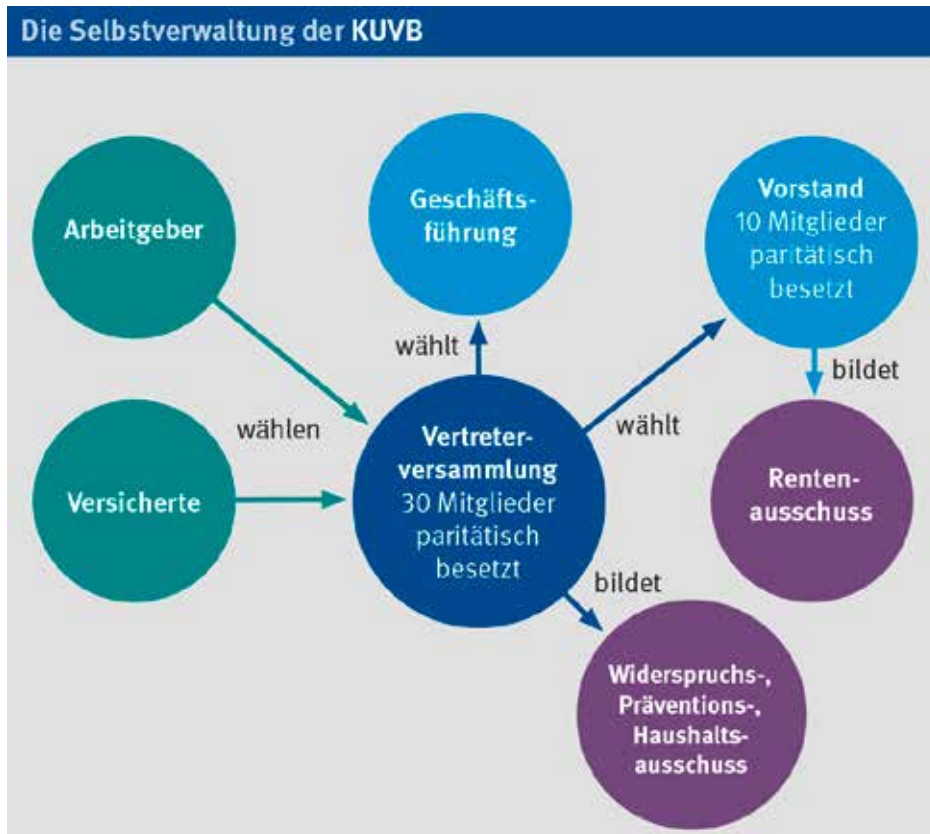 Die Selbstverwaltung der KUVB
Arbeitgeber
Geschäfts-
führung
Vorstand
10 Mitglieder
paritätisch
besetzt
wählt
bildet
wählen
wählt
Versicherte
Vertreter-
versammlung
30 Mitglieder
paritätisch
besetzt
Renten-
ausschuss
bildet
Widerspruchs-,
Präventions-,
Haushalts-
ausschuss